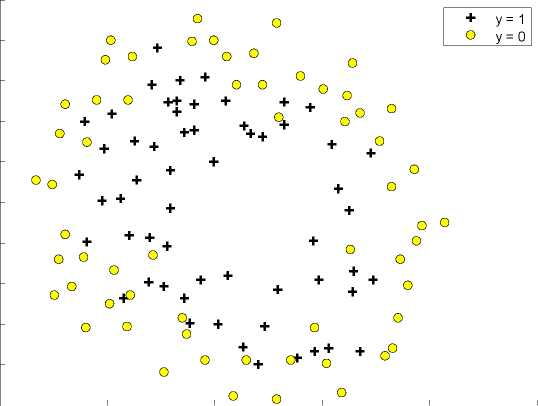 y = 1
y = 0